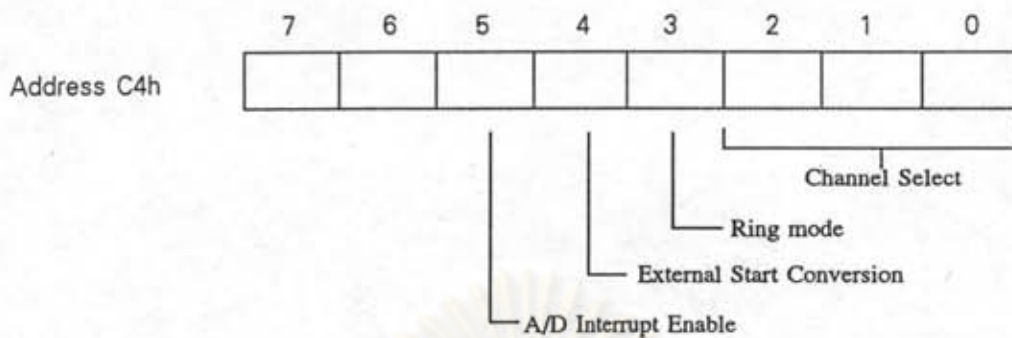 7 6 5 4 3 2 1 0
Address C4h
Channel Select
Ring mode
External Start Conversion
A/D Interrupt Enable